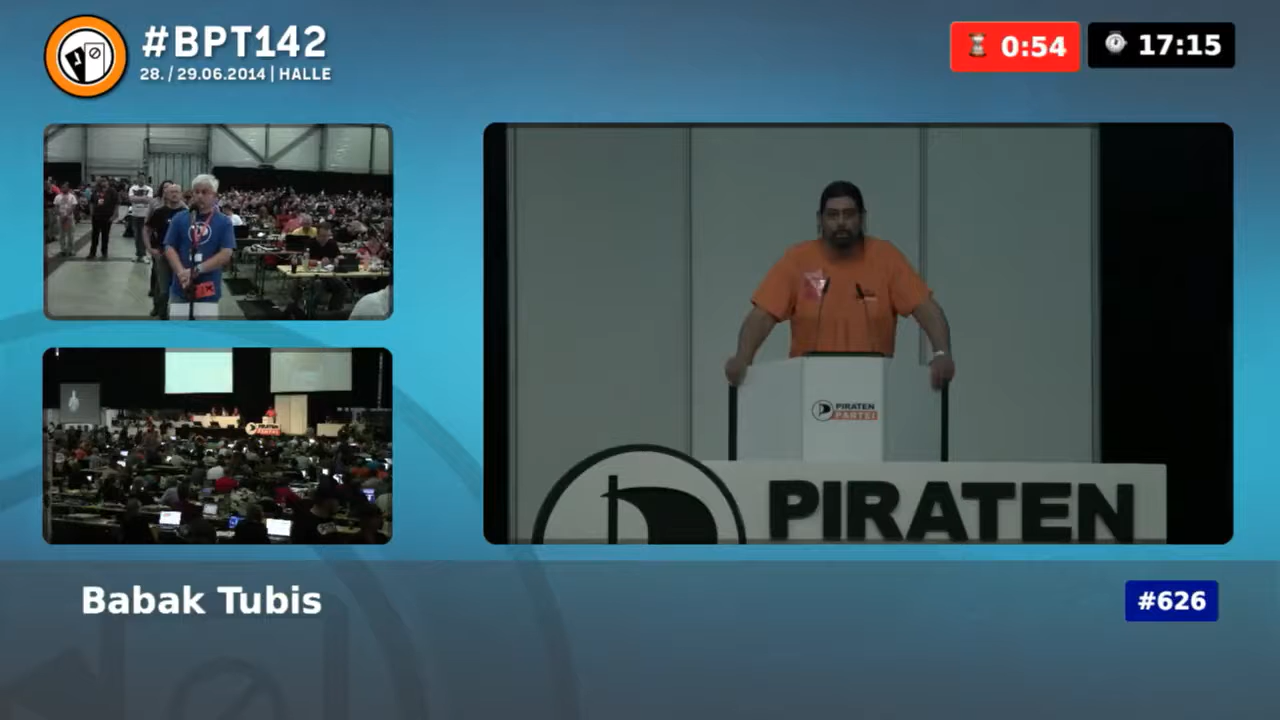 #BPT142
28. / 29.06.2014 | HALLE
0:54
17:15
PIRATEN
PARTEI
PIRATEN
Babak Tubis
#626